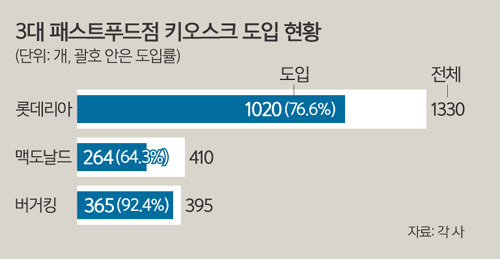 3대 패스트푸드점 키오스크 도입 현황
(단위: 개, 괄호 안은 도입률)
도입 전체
롯데리아 1020(76.6%) 1330
맥도날드 264(64.3%) 410
버거킹 365(92.4%) 395
자료: 각 사